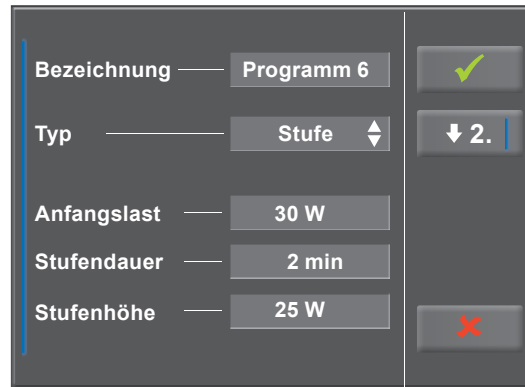 Bezeichnung Programm 6
Typ Stufe
2.
Anfangslast 30 W
Stufendauer 2 min
Stufenhöhe 25 W